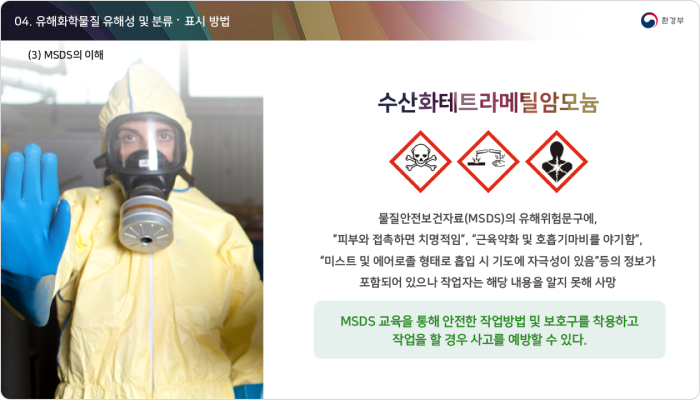 04. 유해화학물질 유해성 및 분류 · 표시 방법
환경부
(3) MSDS의 이해
수산화테트라메틸암모늄
물질안전보건자료(MSDS)의 유해위험문구에,
“피부와 접촉하면 치명적임”, “근육약화 및 호흡기마비를 야기함”,
“미스트 및 에어로졸 형태로 흡입 시 기도에 자극성이 있음”등의 정보가
포함되어 있으나 작업자는 해당 내용을 알지 못해 사망
MSDS 교육을 통해 안전한 작업방법 및 보호구를 착용하고
작업을 할 경우 사고를 예방할 수 있다.